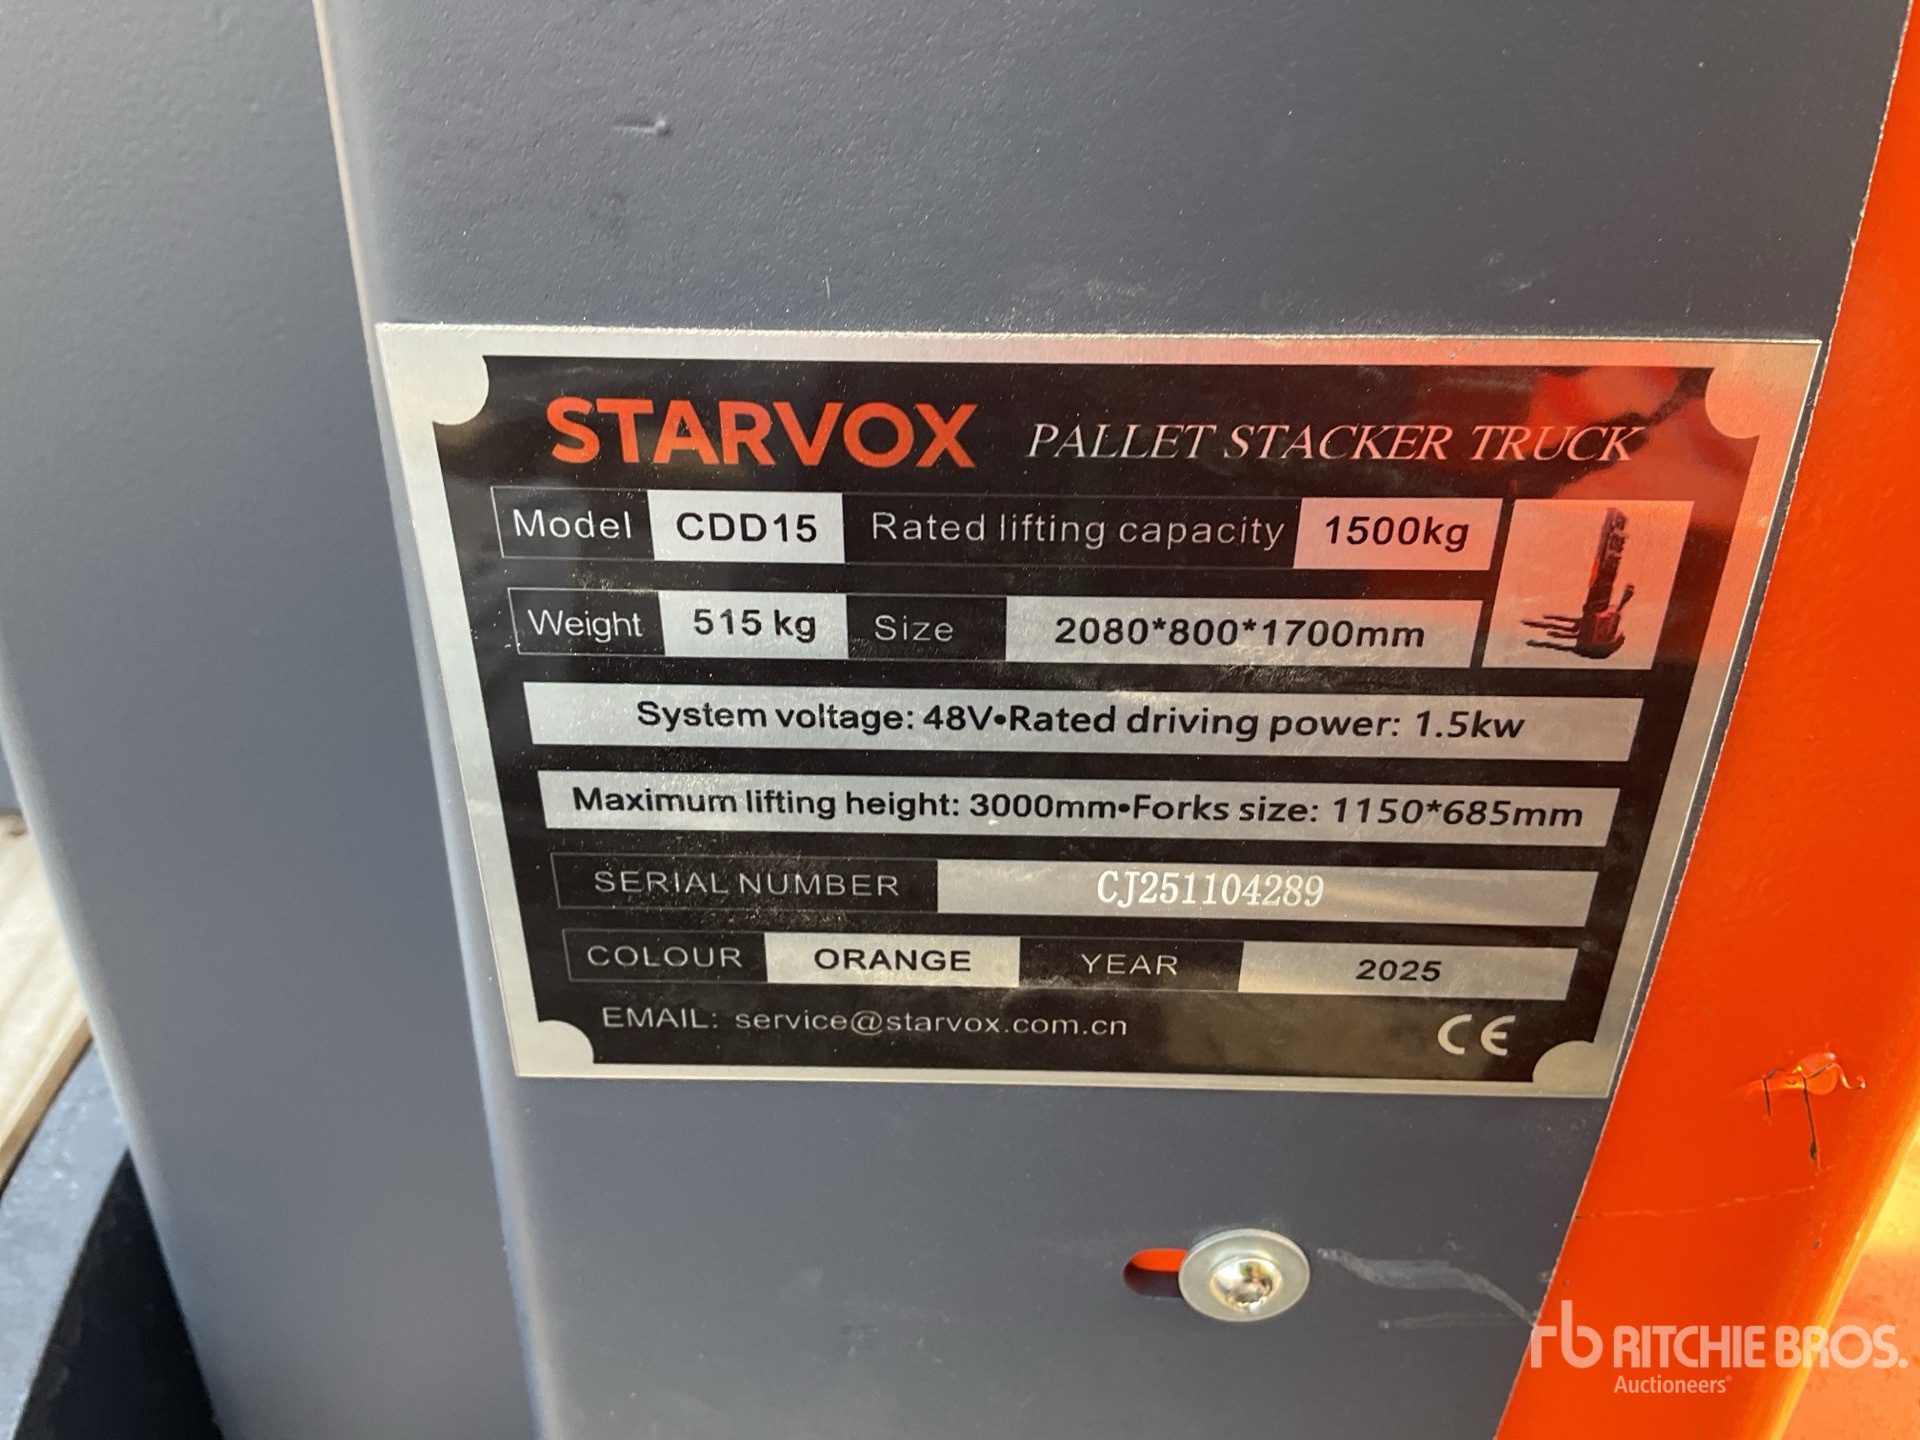 STARVOX PALLET STACKER TRUCK
Model CDD15 Rated lifting capacity 1500kg
Weight 515 kg Size 2080*800*1700mm
System voltage: 48V•Rated driving power: 1.5kw
Maximum lifting height: 3000mm•Forks size: 1150*685mm
SERIAL NUMBER CJ251104289
COLOUR ORANGE YEAR 2025
EMAIL: service@starvox.com.cn CE
rb RITCHIE BROS.
Auctioneers®